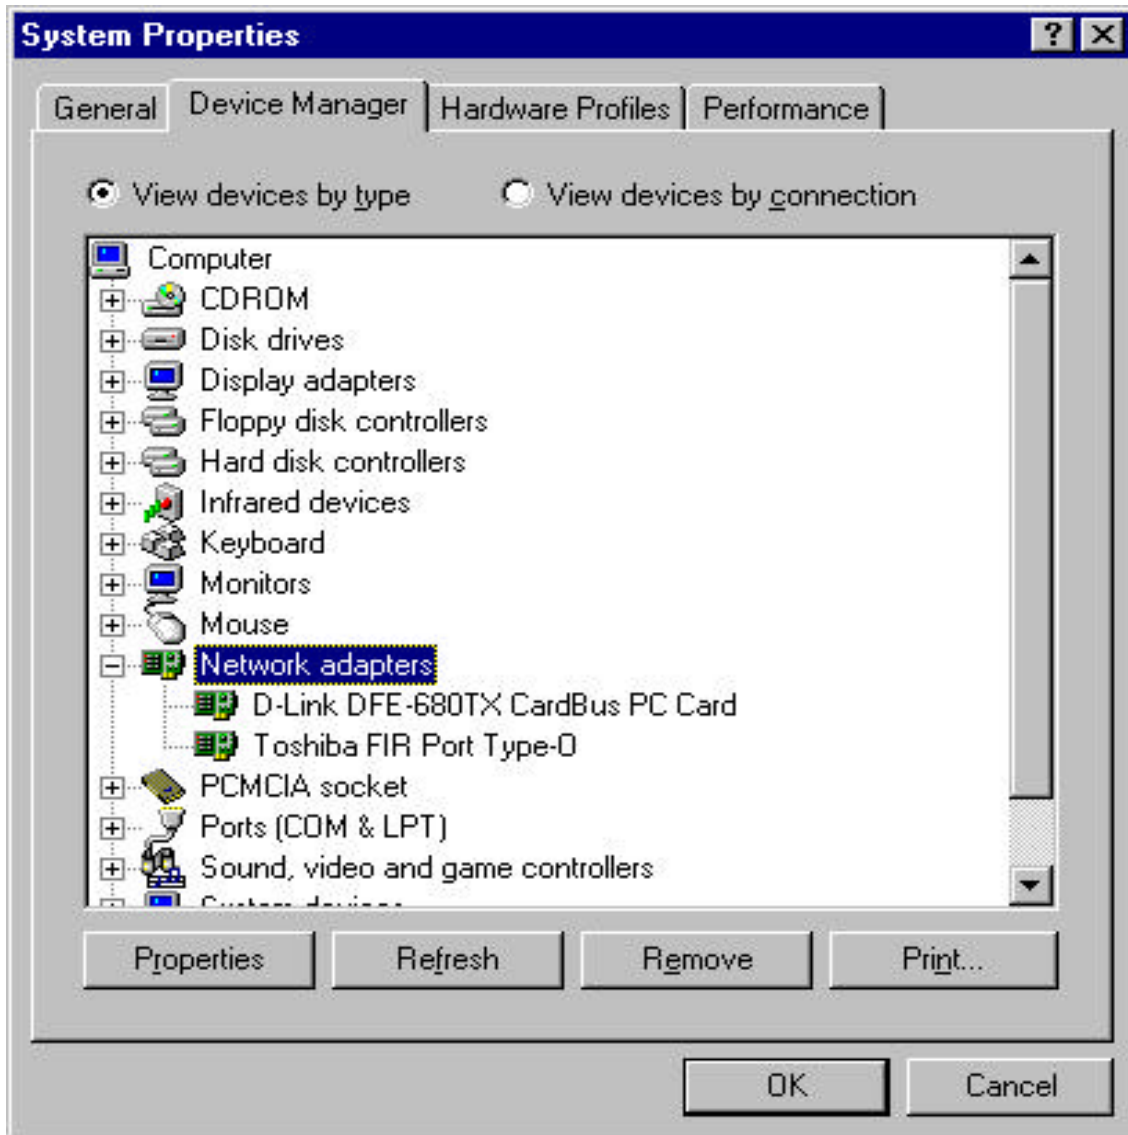 System Properties
General Device Manager Hardware Profiles Performance
View devices by type View devices by connection
Computer
CDROM
Disk drives
Display adapters
Floppy disk controllers
Hard disk controllers
Infrared devices
Keyboard
Monitors
Mouse
Network adapters
D-Link DFE-680TX CardBus PC Card
Toshiba FIR Port Type-O
PCMCIA socket
Ports (COM & LPT)
Sound, video and game controllers
System devices
Properties Refresh Remove Print...
OK Cancel